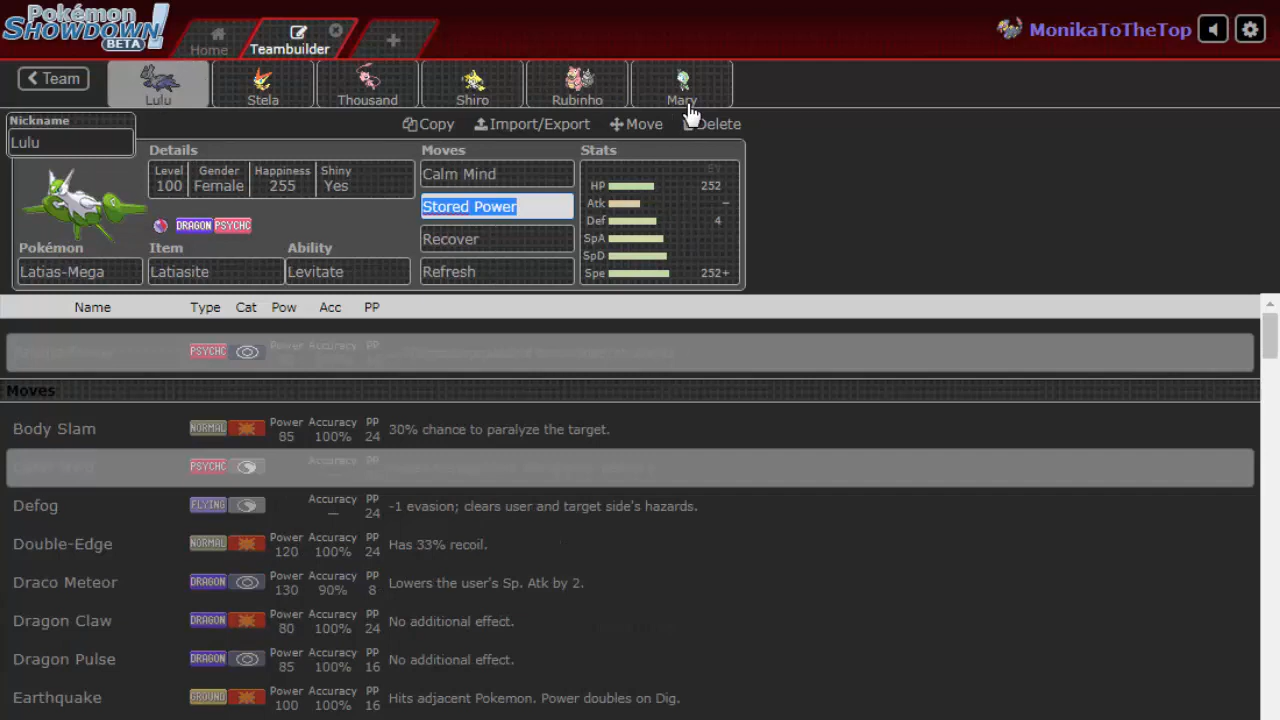 Pokémon
SHOWDOWN!
BETA
Home
Teambuilder
MonikaToTheTop
Team
Lulu
Stela
Thousand
Shiro
Rubinho
Mary
Copy
Import/Export
Move
Delete
Nickname
Lulu
Details
Level Gender Happiness Shiny
100 Female 255 Yes
DRAGON PSYCHC
Pokémon Item Ability
Latias-Mega Latiasite Levitate
Moves
Calm Mind
Stored Power
Recover
Refresh
Stats
EV
HP 252
Atk –
Def 4
SpA
SpD
Spe 252+
Name Type Cat Pow Acc PP
PSYCHC
Moves
Body Slam NORMAL Power 85 Accuracy 100% PP 24 30% chance to paralyze the target.
PSYCHC
Defog FLYING Accuracy — PP 24 -1 evasion; clears user and target side's hazards.
Double-Edge NORMAL Power 120 Accuracy 100% PP 24 Has 33% recoil.
Draco Meteor DRAGON Power 130 Accuracy 90% PP 8 Lowers the user's Sp. Atk by 2.
Dragon Claw DRAGON Power 80 Accuracy 100% PP 24 No additional effect.
Dragon Pulse DRAGON Power 85 Accuracy 100% PP 16 No additional effect.
Earthquake GROUND Power 100 Accuracy 100% PP 16 Hits adjacent Pokemon. Power doubles on Dig.